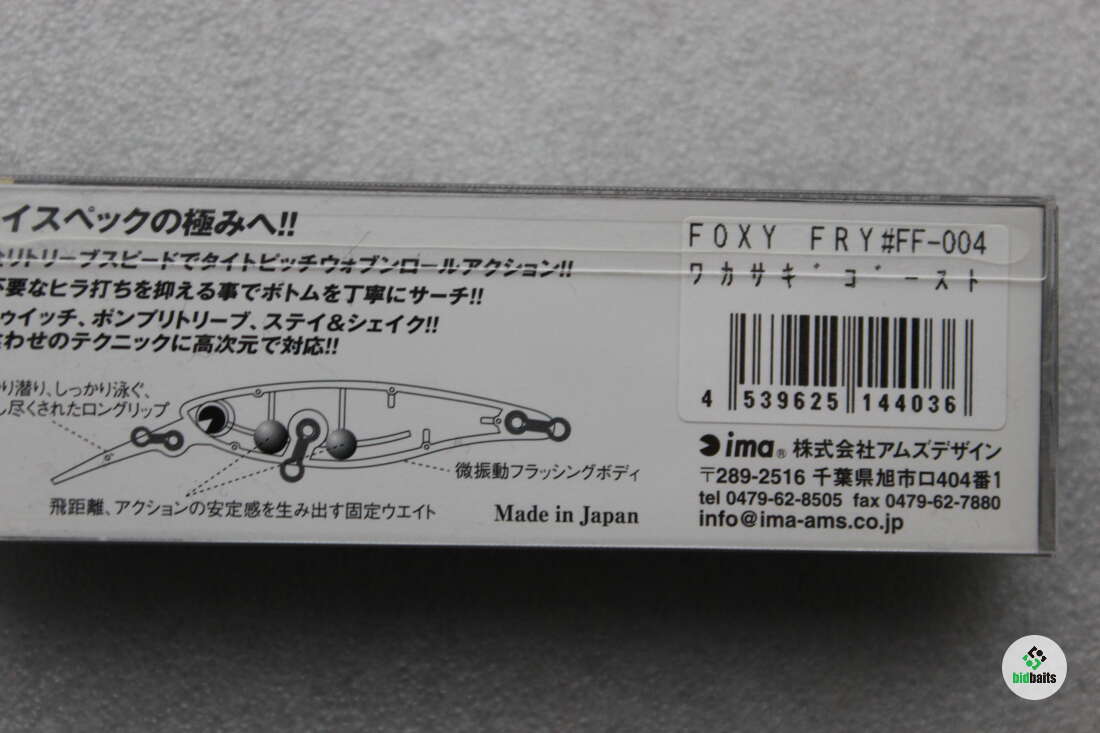 イスペックの極みへ!!
リトリーブスピードでタイトピッチウォブンロールアクション!!
要なヒラ打ちを抑える事でボトムを丁寧にサーチ!!
ゥイッチ、ポンプリトリーブ、ステイ&シェイク!!
わせのテクニックに高次元で対応!!
り潜り、しっかり泳ぐ、
し尽くされたロングリップ
微振動フラッシングボディ
飛距離、アクションの安定感を生み出す固定ウエイト
Made in Japan
FOXY FRY#FF-004
ワカサキ゛コ゛ースト
4 539625 144036
ima® 株式会社アムズデザイン
〒289-2516 千葉県旭市ロ404番1
tel 0479-62-8505 fax 0479-62-7880
info@ima-ams.co.jp
bidbaits